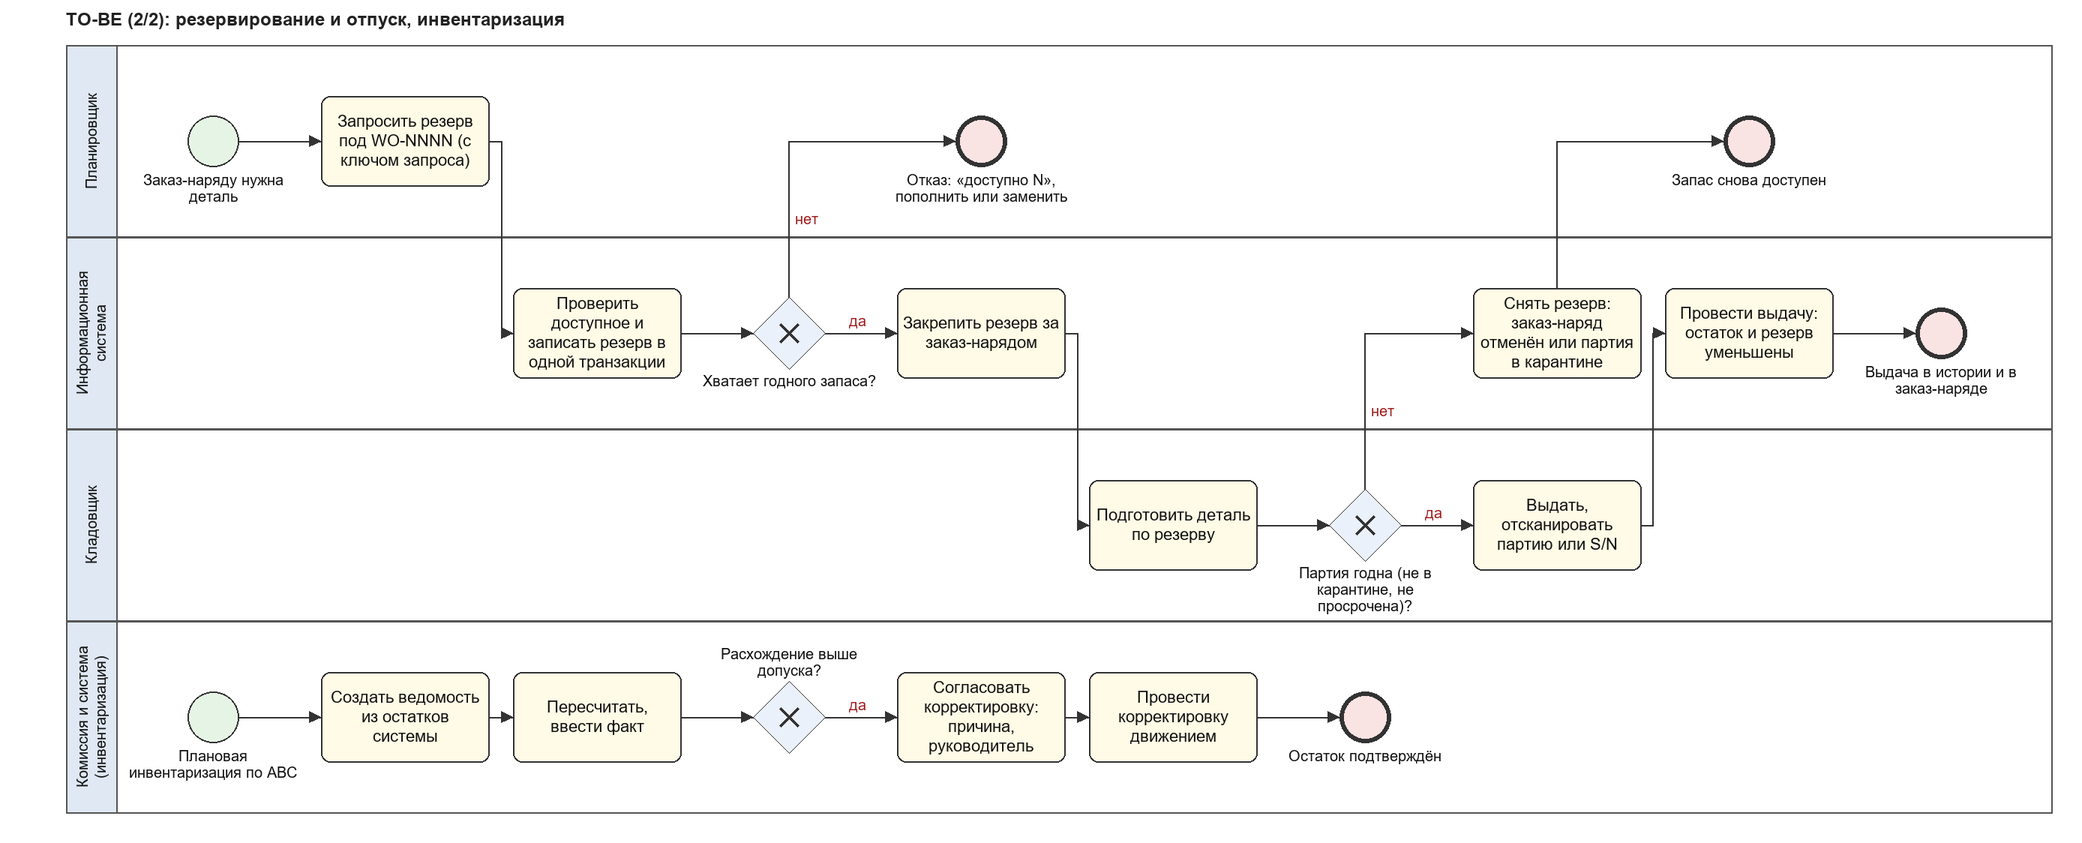 TO-BE (2/2): резервирование и отпуск, инвентаризация
Планировщик
Заказ-наряду нужна
деталь
Запросить резерв
под WO-NNNN (с
ключом запроса)
нет
Отказ: «доступно N»,
пополнить или заменить
Запас снова доступен
Информационная
система
Проверить
доступное и
записать резерв в
одной транзакции
Хватает годного запаса?
да
Закрепить резерв за
заказ-нарядом
нет
Снять резерв:
заказ-наряд
отменён или партия
в карантине
Провести выдачу:
остаток и резерв
уменьшены
Выдача в истории и в
заказ-наряде
Кладовщик
Подготовить деталь
по резерву
Партия годна (не в
карантине, не
просрочена)?
да
Выдать,
отсканировать
партию или S/N
Комиссия и система
(инвентаризация)
Плановая
инвентаризация по ABC
Создать ведомость
из остатков
системы
Пересчитать,
ввести факт
Расхождение выше
допуска?
да
Согласовать
корректировку:
причина,
руководитель
Провести
корректировку
движением
Остаток подтверждён